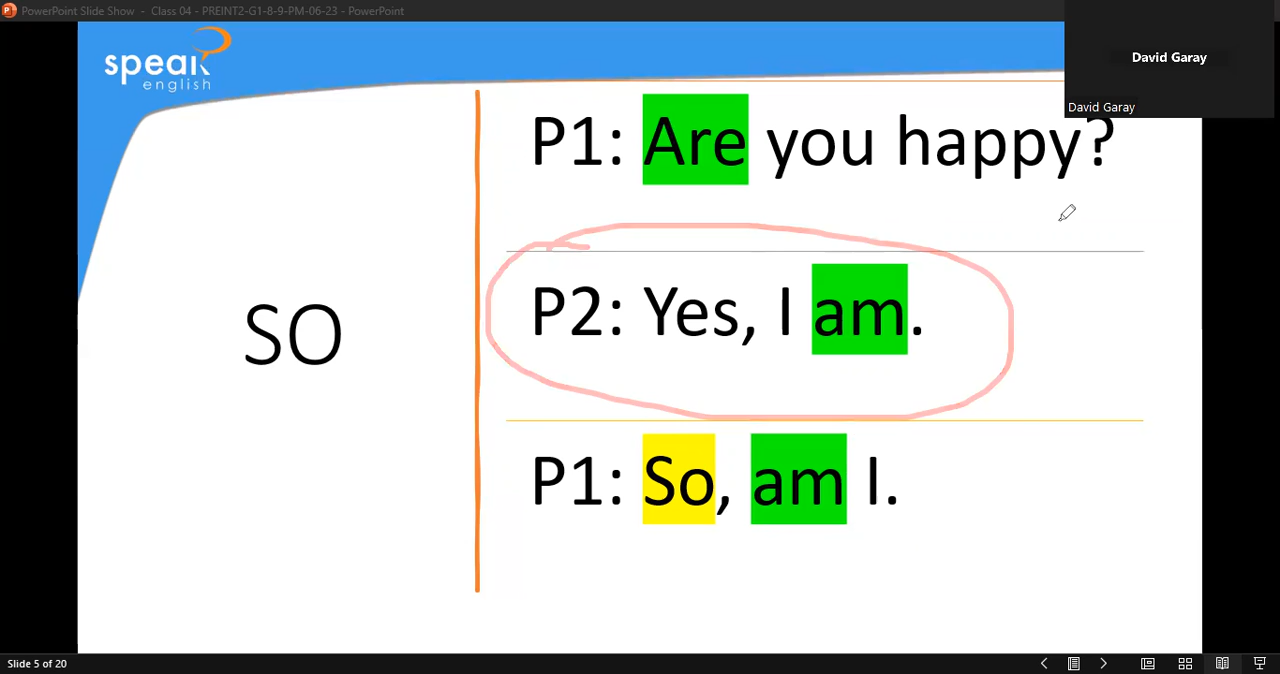 PowerPoint Slide Show - Class 04 - PREINT2-G1-8-9-PM-06-23 - PowerPoint
speak
english
David Garay
David Garay
P1: Are you happy?
P2: Yes, I am.
SO
P1: So, am I.
Slide 5 of 20